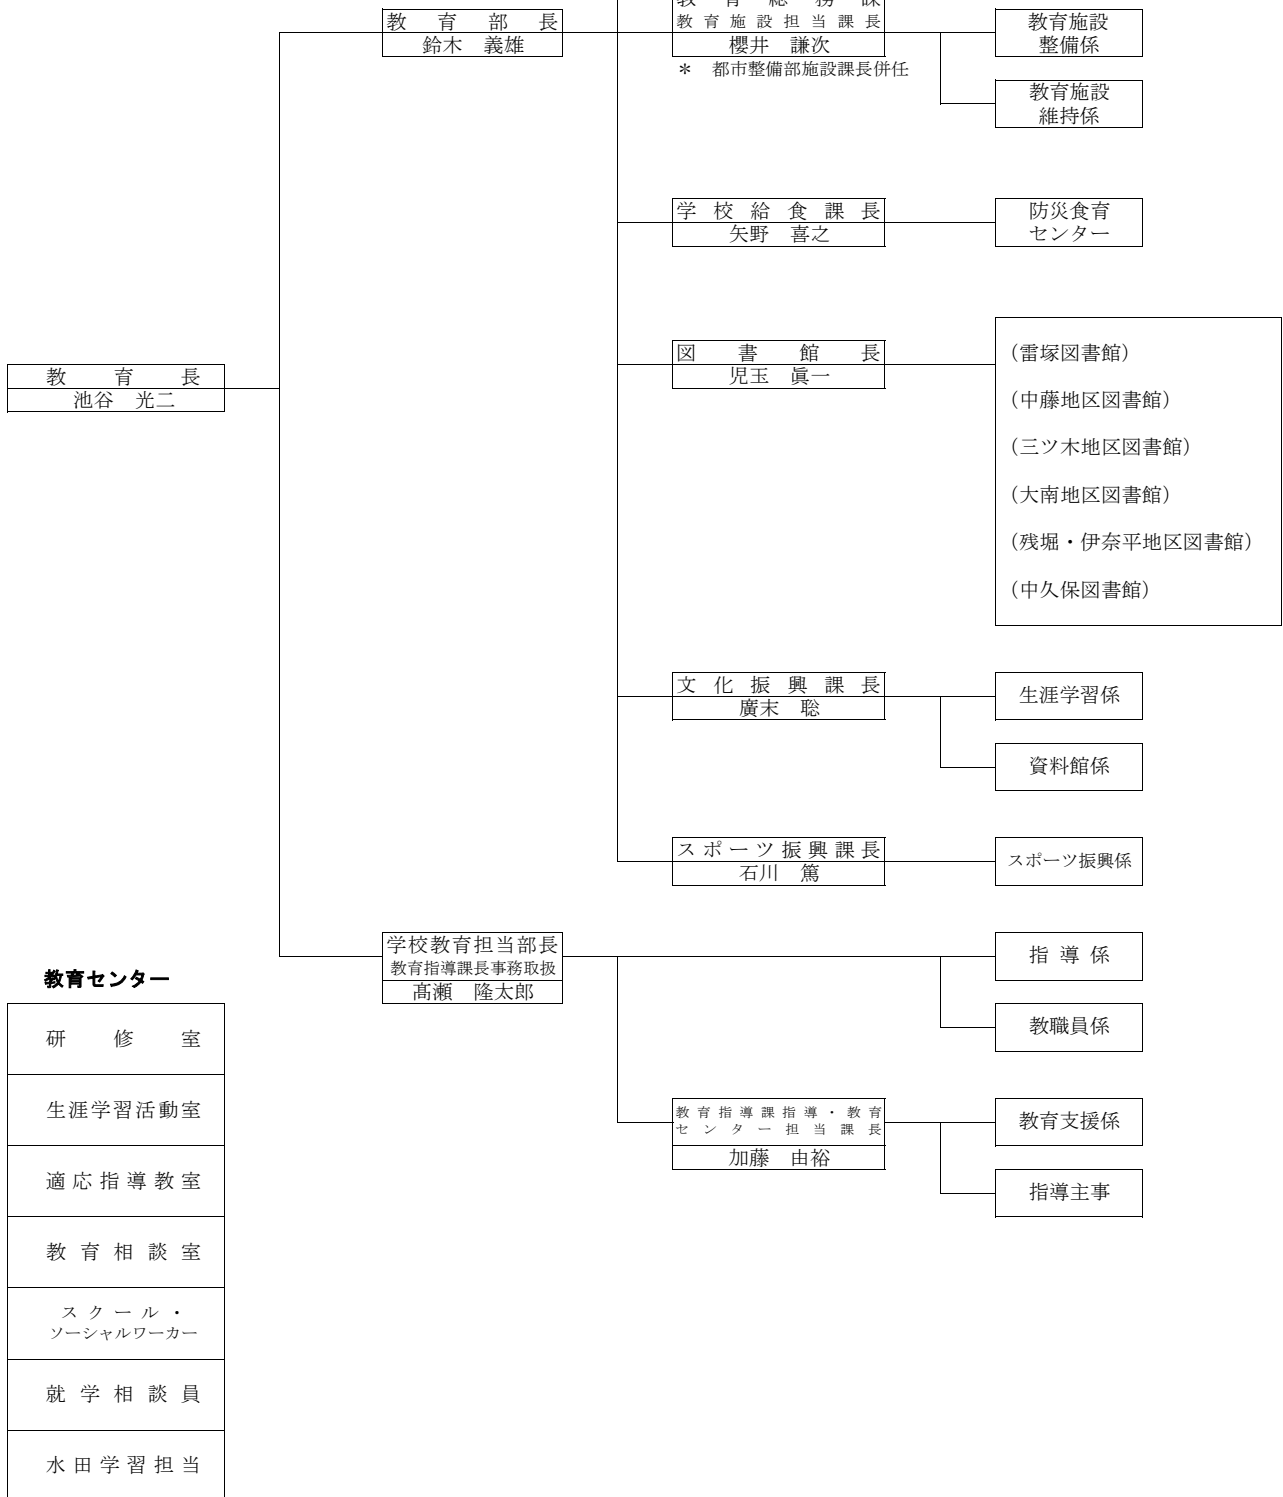 教育総務課
教育部長
教育施設担当課長
教育施設
鈴木　義雄
櫻井　謙次
整備係
＊　都市整備部施設課長併任
教育施設
維持係
学校給食課長
防災食育
矢野　喜之
センター
図書館長
児玉　眞一
（雷塚図書館）
（中藤地区図書館）
（三ツ木地区図書館）
（大南地区図書館）
（残堀・伊奈平地区図書館）
（中久保図書館）
教育長
池谷　光二
文化振興課長
廣末　聡
生涯学習係
資料館係
スポーツ振興課長
石川　篤
スポーツ振興係
学校教育担当部長
教育指導課長事務取扱
髙瀬　隆太郎
指導係
教職員係
教育指導課指導・教育
センター担当課長
加藤　由裕
教育支援係
指導主事
教育センター
研修室
生涯学習活動室
適応指導教室
教育相談室
スクール・
ソーシャルワーカー
就学相談員
水田学習担当